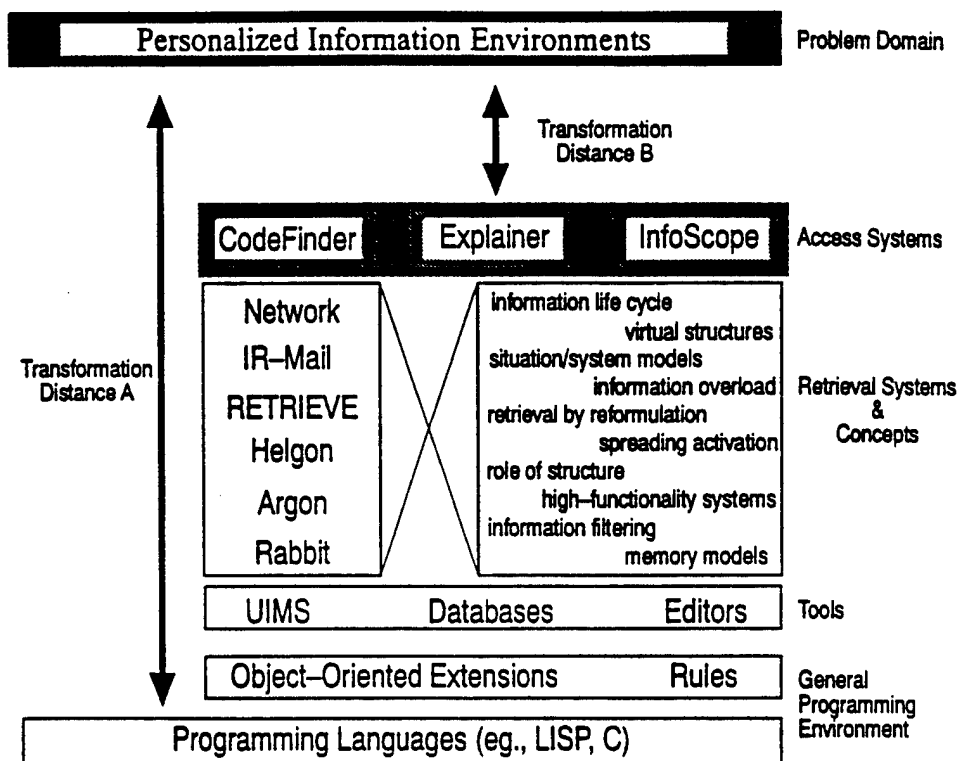 Personalized Information Environments
Problem Domain
Transformation
Distance B
CodeFinder
Explainer
InfoScope
Access Systems
Transformation
Distance A
Network
IR–Mail
RETRIEVE
Helgon
Argon
Rabbit
information life cycle
virtual structures
situation/system models
information overload
retrieval by reformulation
spreading activation
role of structure
high–functionality systems
information filtering
memory models
Retrieval Systems
&
Concepts
UIMS
Databases
Editors
Tools
Object–Oriented Extensions
Rules
General
Programming
Environment
Programming Languages (eg., LISP, C)